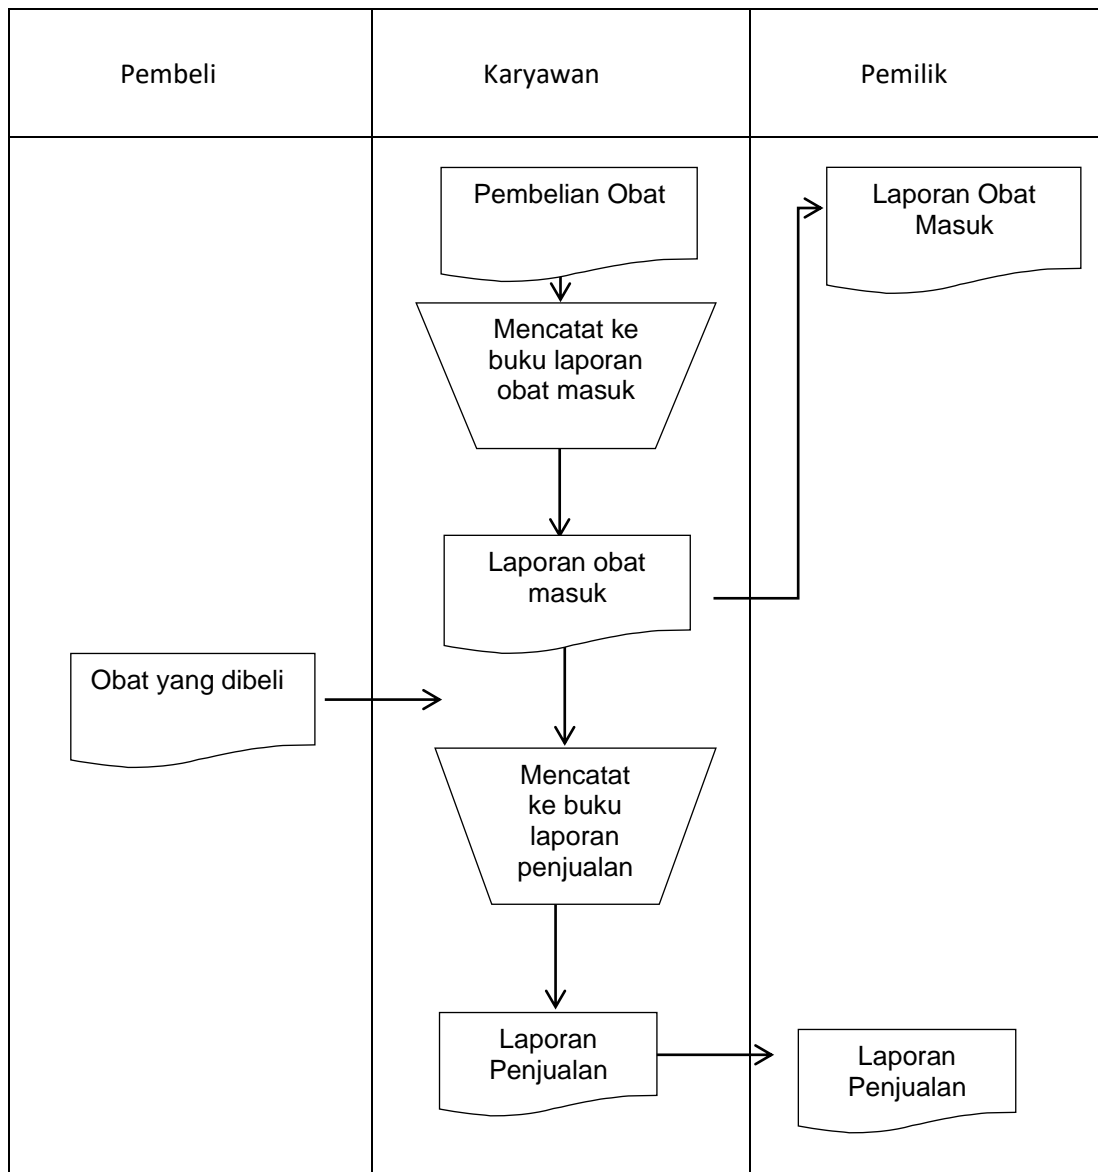 Pembeli
Karyawan
Pemilik
Pembelian Obat
Laporan Obat
Masuk
Mencatat ke
buku laporan
obat masuk
Laporan obat
masuk
Obat yang dibeli
Mencatat
ke buku
laporan
penjualan
Laporan
Penjualan
Laporan
Penjualan